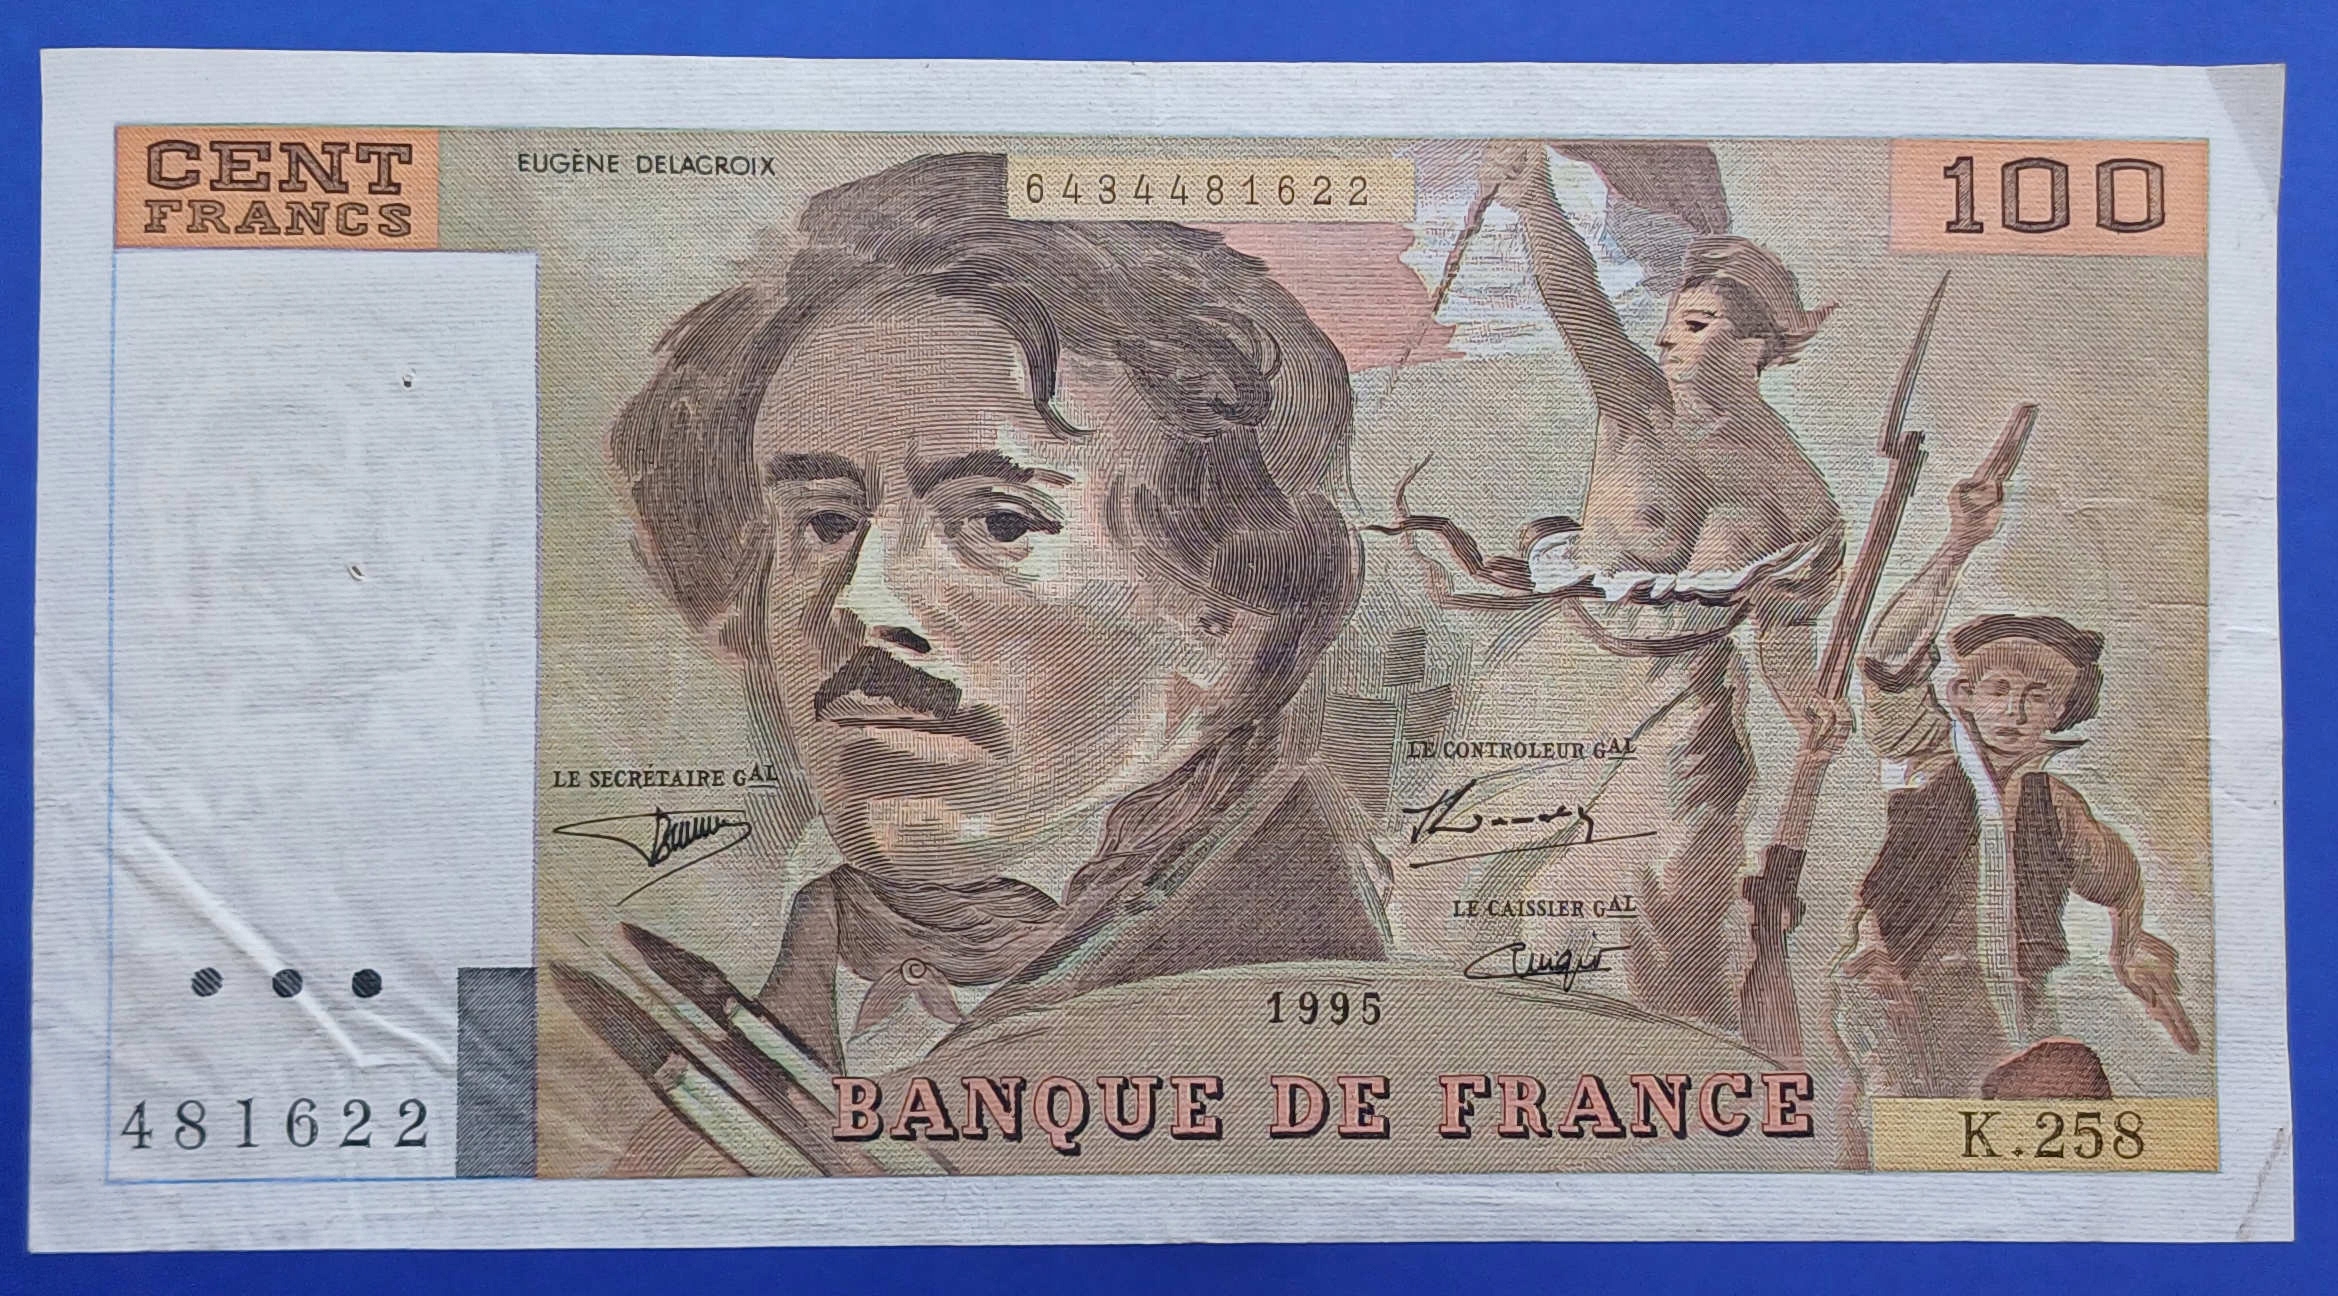 CENT
FRANCS
EUGÈNE DELACROIX
6434481622
100
LE SECRÉTAIRE GAL
LE CONTROLEUR GAL
LE CAISSIER GAL
1995
481622
BANQUE DE FRANCE
K.258